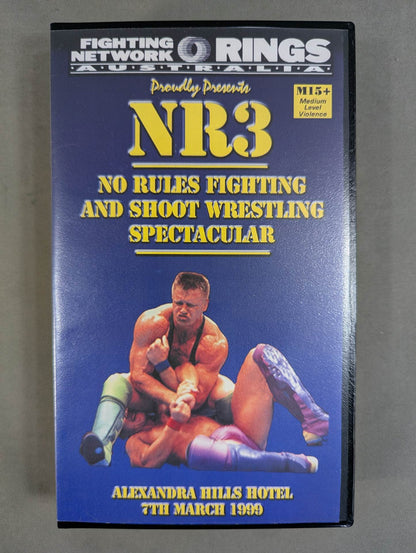 FIGHTING NETWORK RINGS
A·U·S·T·R·A·L·I·A
Proudly Presents
M15+
Medium
Level
Violence
NR3
NO RULES FIGHTING
AND SHOOT WRESTLING
SPECTACULAR
ALEXANDRA HILLS HOTEL
7TH MARCH 1999